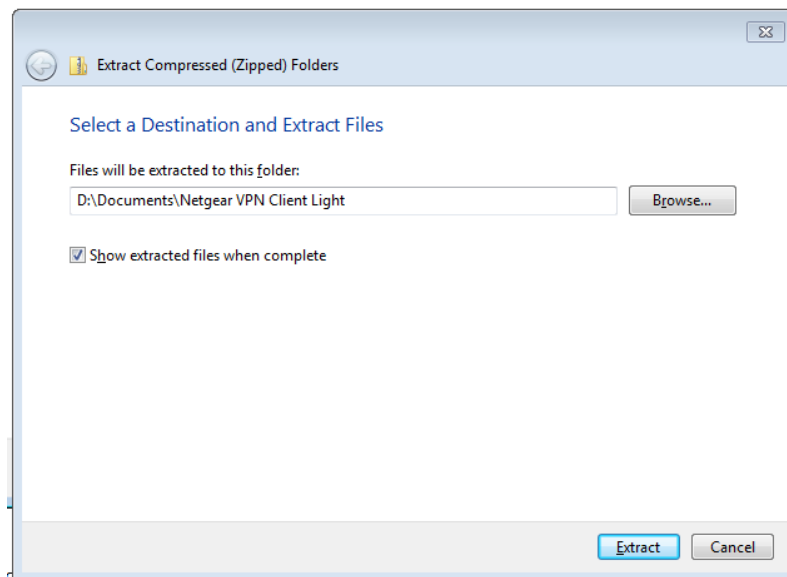 Extract Compressed (Zipped) Folders
Select a Destination and Extract Files
Files will be extracted to this folder:
D:\Documents\Netgear VPN Client Light
Browse...
Show extracted files when complete
Extract
Cancel